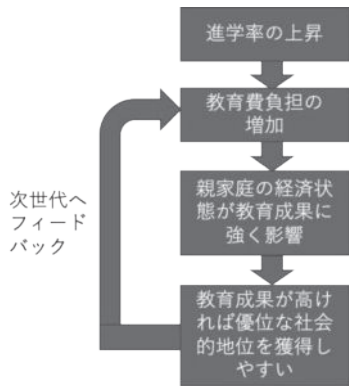 進学率の上昇
教育費負担の
増加
親家庭の経済状
態が教育成果に
強く影響
教育成果が高け
れば優位な社会
的地位を獲得し
やすい
次世代へ
フィード
バック